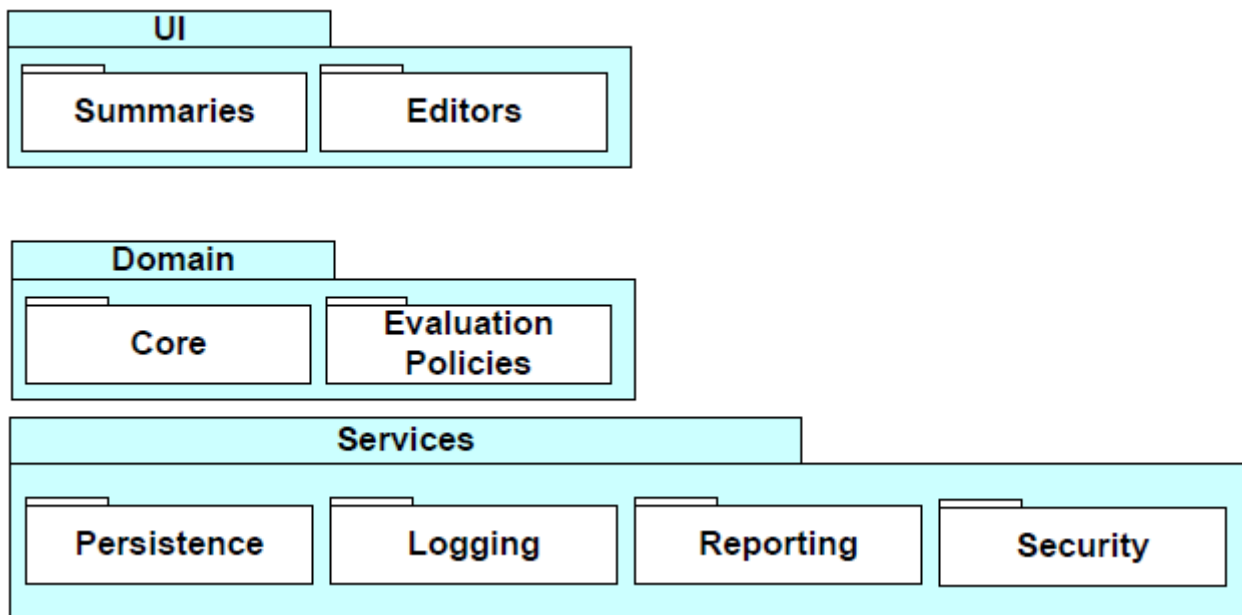 UI
Summaries
Editors
Domain
Core
Evaluation
Policies
Services
Persistence
Logging
Reporting
Security